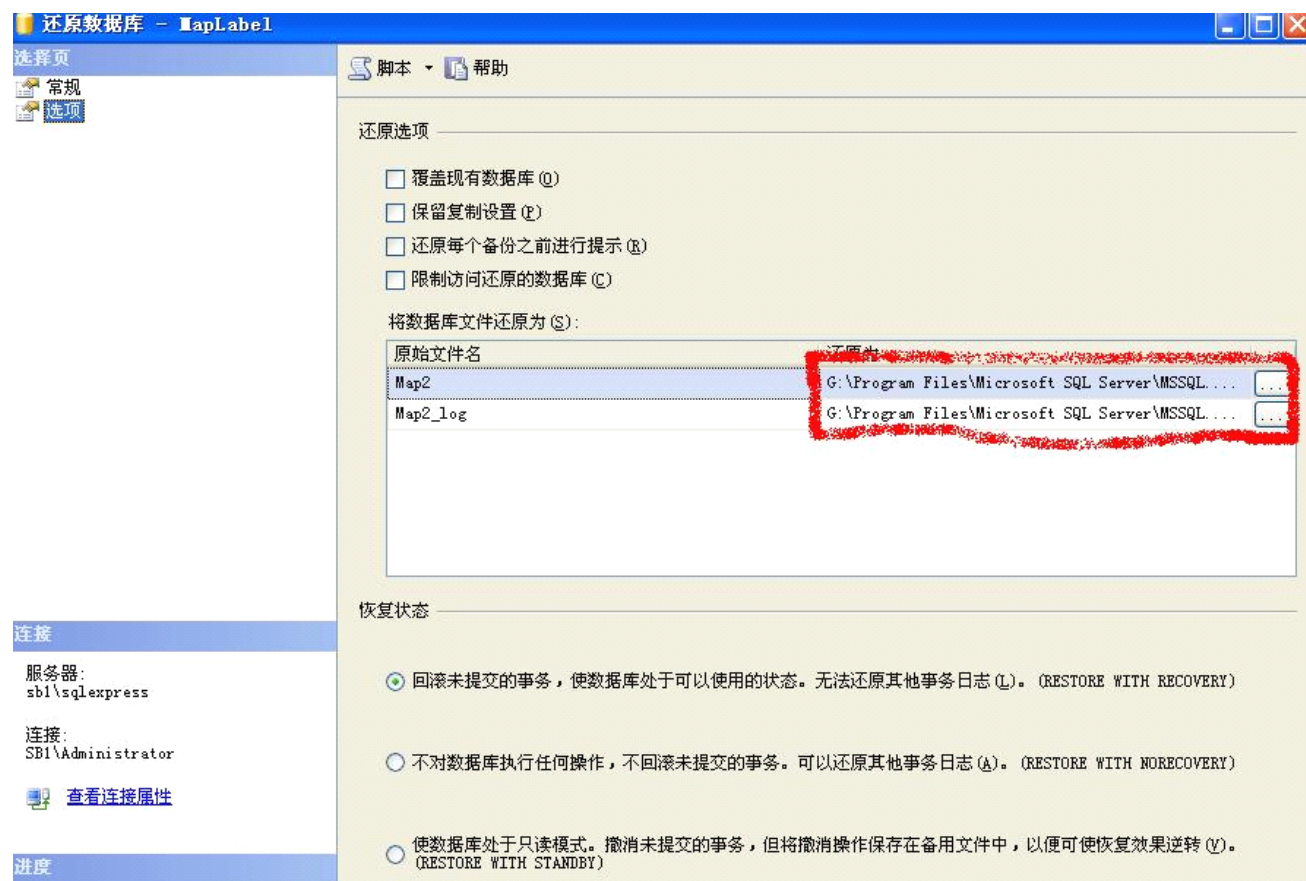 还原数据库 - MapLabel
选择页
常规
选项
脚本 帮助
还原选项
覆盖现有数据库(O)
保留复制设置(P)
还原每个备份之前进行提示(R)
限制访问还原的数据库(C)
将数据库文件还原为(S):
原始文件名 还原为
Map2 G:\Program Files\Microsoft SQL Server\MSSQL.... ...
Map2_log G:\Program Files\Microsoft SQL Server\MSSQL.... ...
恢复状态
连接
服务器:
sb1\sqlexpress
连接:
SB1\Administrator
查看连接属性
进度
回滚未提交的事务，使数据库处于可以使用的状态。无法还原其他事务日志(L)。(RESTORE WITH RECOVERY)
不对数据库执行任何操作，不回滚未提交的事务。可以还原其他事务日志(A)。(RESTORE WITH NORECOVERY)
使数据库处于只读模式。撤消未提交的事务，但将撤消操作保存在备用文件中，以便可使恢复效果逆转(V)。
(RESTORE WITH STANDBY)